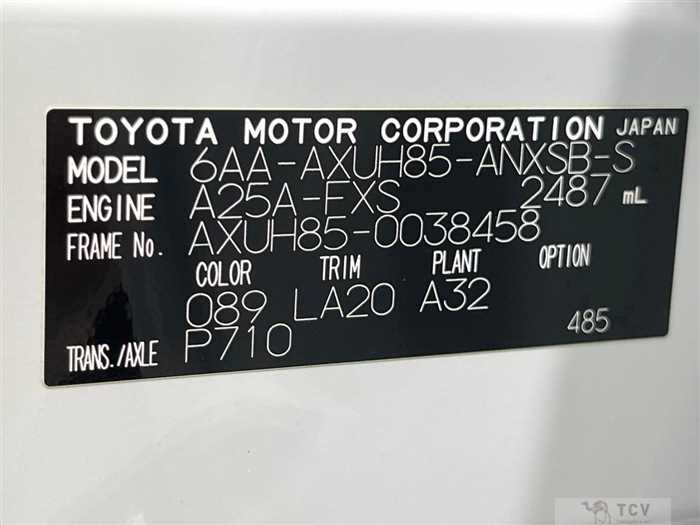 TOYOTA MOTOR CORPORATION JAPAN
MODEL 6AA-AXUH85-ANXSB-S
ENGINE A25A-FXS 2487 mL
FRAME No. AXUH85-0038458
COLOR TRIM PLANT OPTION
089 LA20 A32
TRANS./AXLE P710 485
TCV